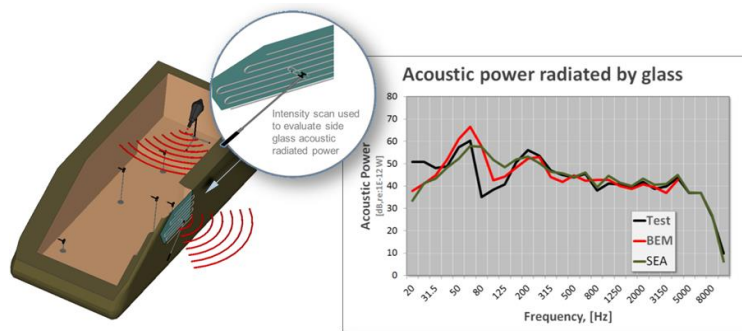 Intensity scan used
to evaluate side
glass acoustic
radiated power
Acoustic power radiated by glass
Acoustic Power
[dB,re:1E-12 W]
80
70
60
50
40
30
20
10
0
Test
BEM
SEA
20
31.5
50
80
125
200
315
500
800
1250
2000
3150
5000
8000
Frequency, [Hz]